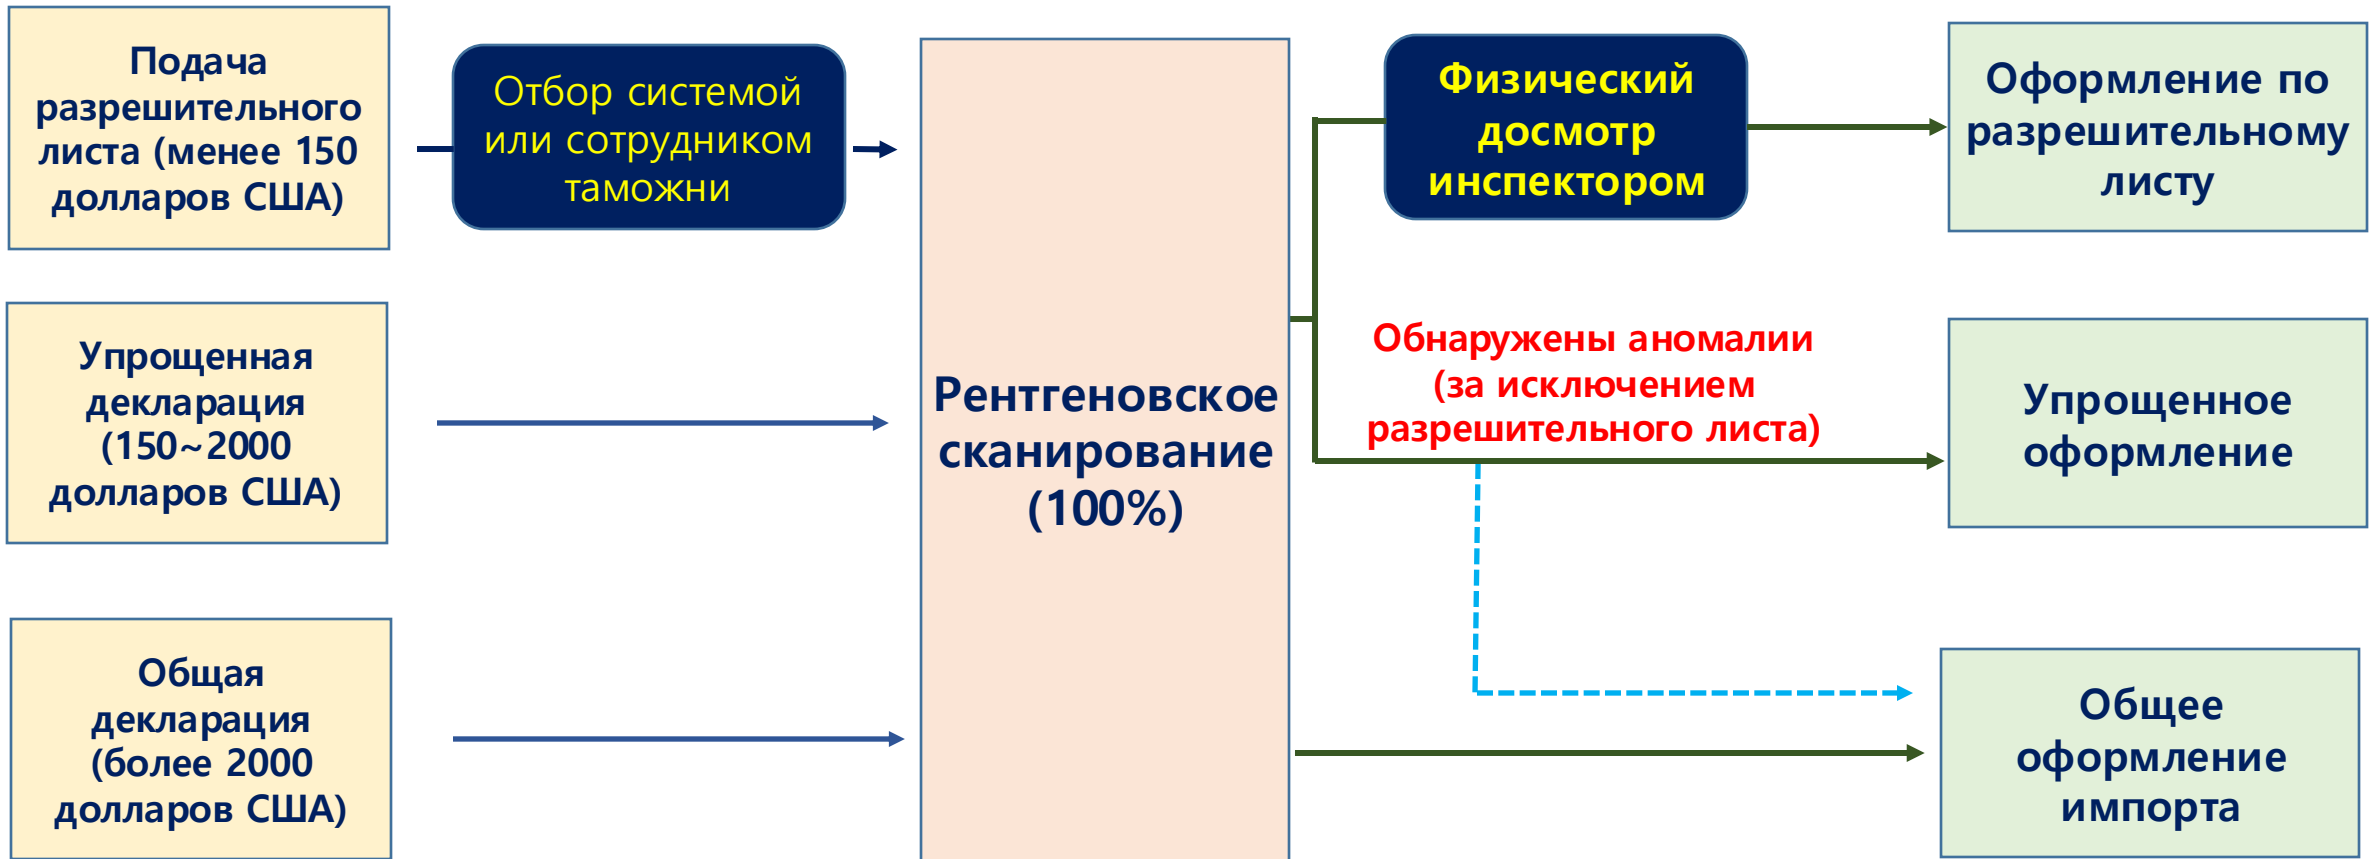 Подача
разрешительного
листа (менее 150
долларов США)
Отбор системой
или сотрудником
таможни
Физический
досмотр
инспектором
Оформление по
разрешительному
листу
Упрощенная
декларация
(150~2000
долларов США)
Рентгеновское
сканирование
(100%)
Обнаружены аномалии
(за исключением
разрешительного листа)
Упрощенное
оформление
Общая
декларация
(более 2000
долларов США)
Общее
оформление
импорта